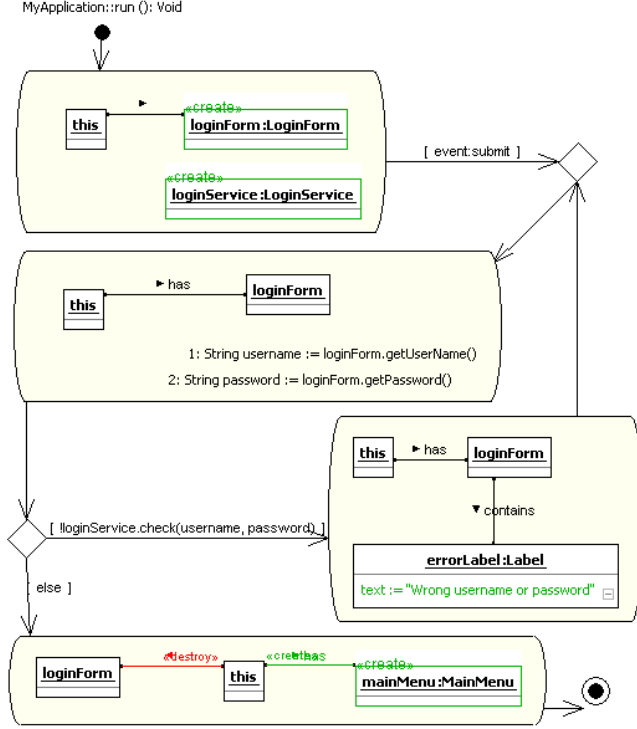 MyApplication::run (): Void
«create»
this
loginForm:LoginForm
«create»
loginService:LoginService
[ event:submit ]
this
has
loginForm
1: String username := loginForm.getUserName()
2: String password := loginForm.getPassword()
this
has
loginForm
contains
[ !loginService.check(username, password) ]
errorLabel:Label
text := "Wrong username or password"
[ else ]
loginForm
«destroy»
this
«create»
has
«create»
mainMenu:MainMenu